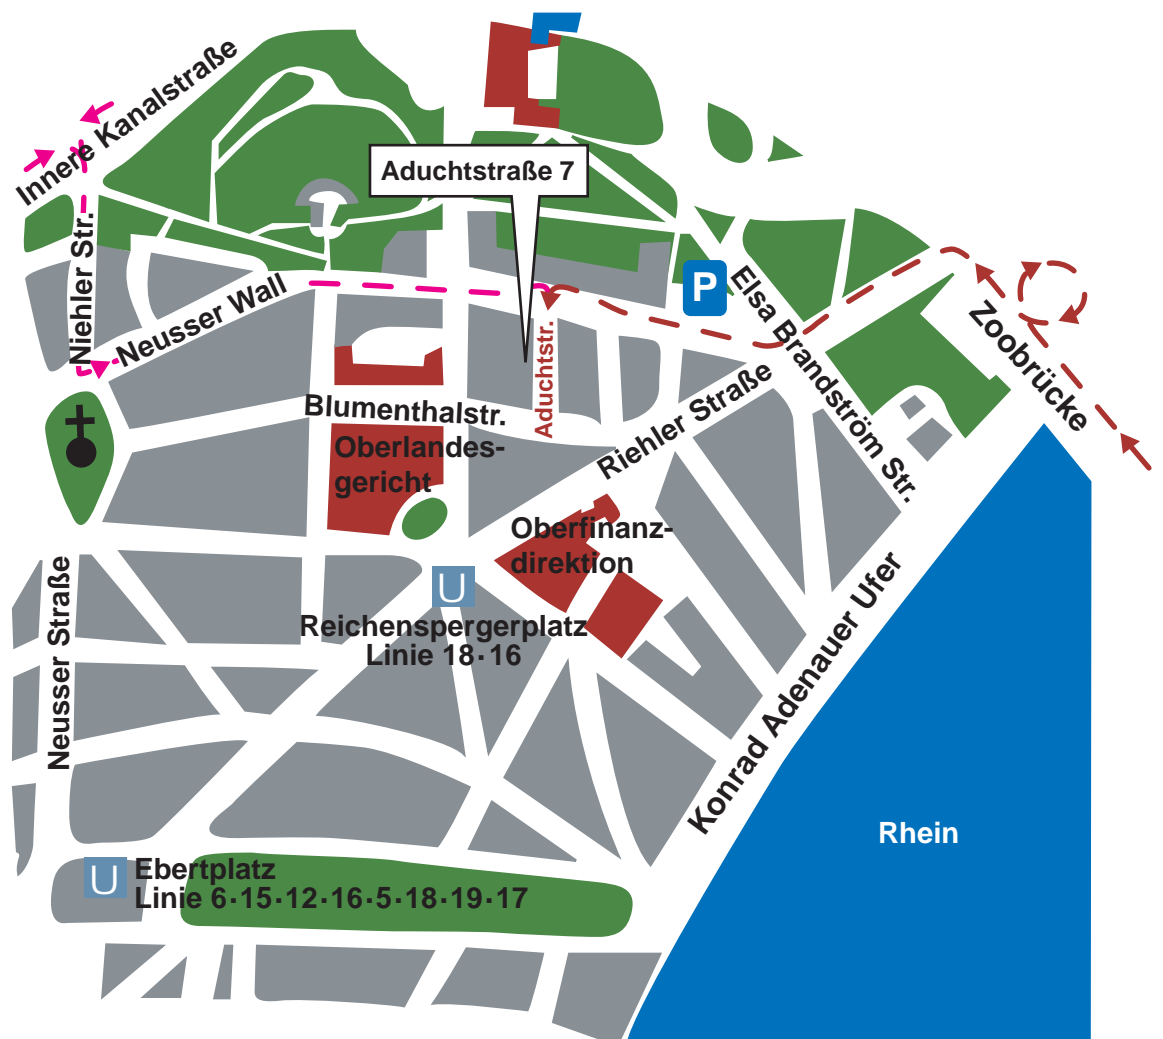 Innere Kanalstraße
Aduchtstraße 7
Niehler Str.
Neusser Wall
P
Elsa Brandström Str.
Zoobrücke
Aduchtstr.
Blumenthalstr.
Riehler Straße
Oberlandes-
gericht
Oberfinanz-
direktion
U
Reichenspergerplatz
Linie 18·16
Neusser Straße
Konrad Adenauer Ufer
Rhein
U
Ebertplatz
Linie 6·15·12·16·5·18·19·17